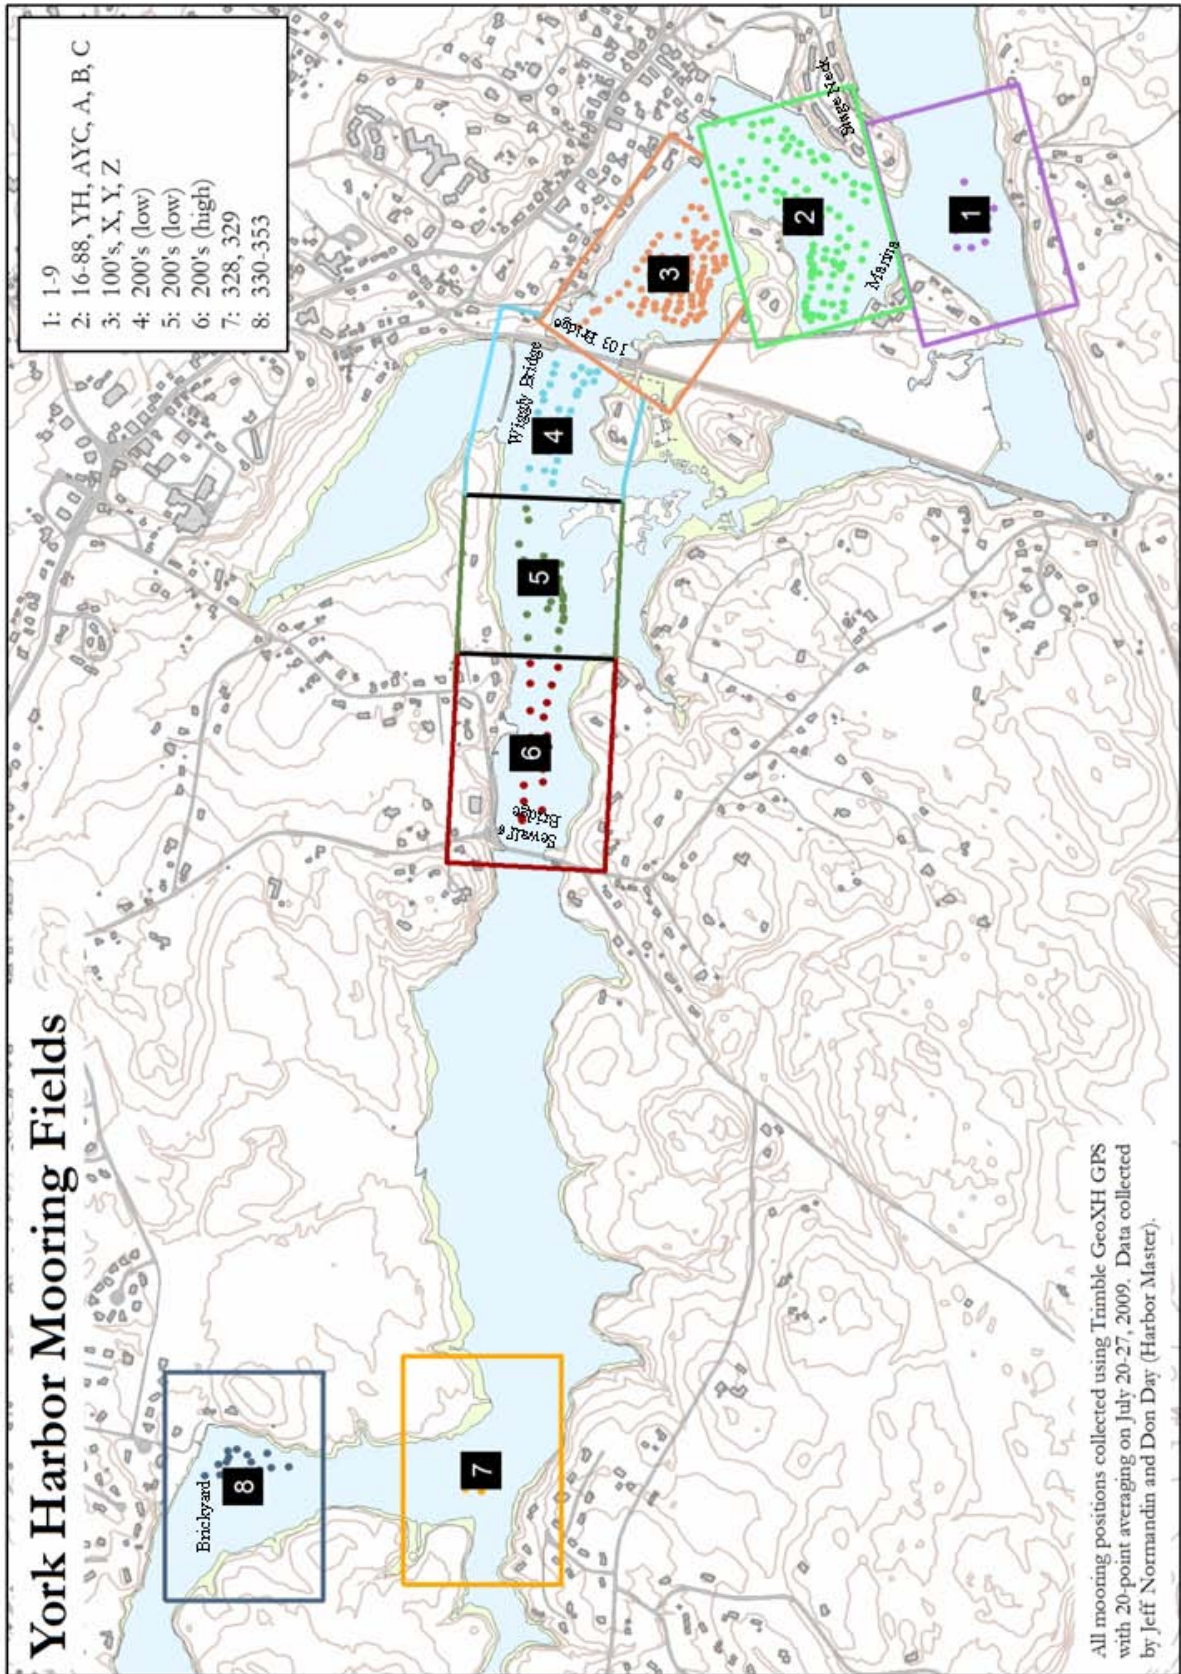 York Harbor Mooring Fields
1: 1-9
2: 16-88, YH, AYC, A, B, C
3: 100's, X, Y, Z
4: 200's (low)
5: 200's (low)
6: 200's (high)
7: 328, 329
8: 330-353
Brickyard
8
7
Sewall's
Bridge
6
5
4
Wiggly Bridge
103 Bridge
3
2
Marina
Stage Neck
1
All mooring positions collected using Trimble GeoXH GPS
with 20-point averaging on July 20-27, 2009. Data collected
by Jeff Normandin and Don Day (Harbor Master).